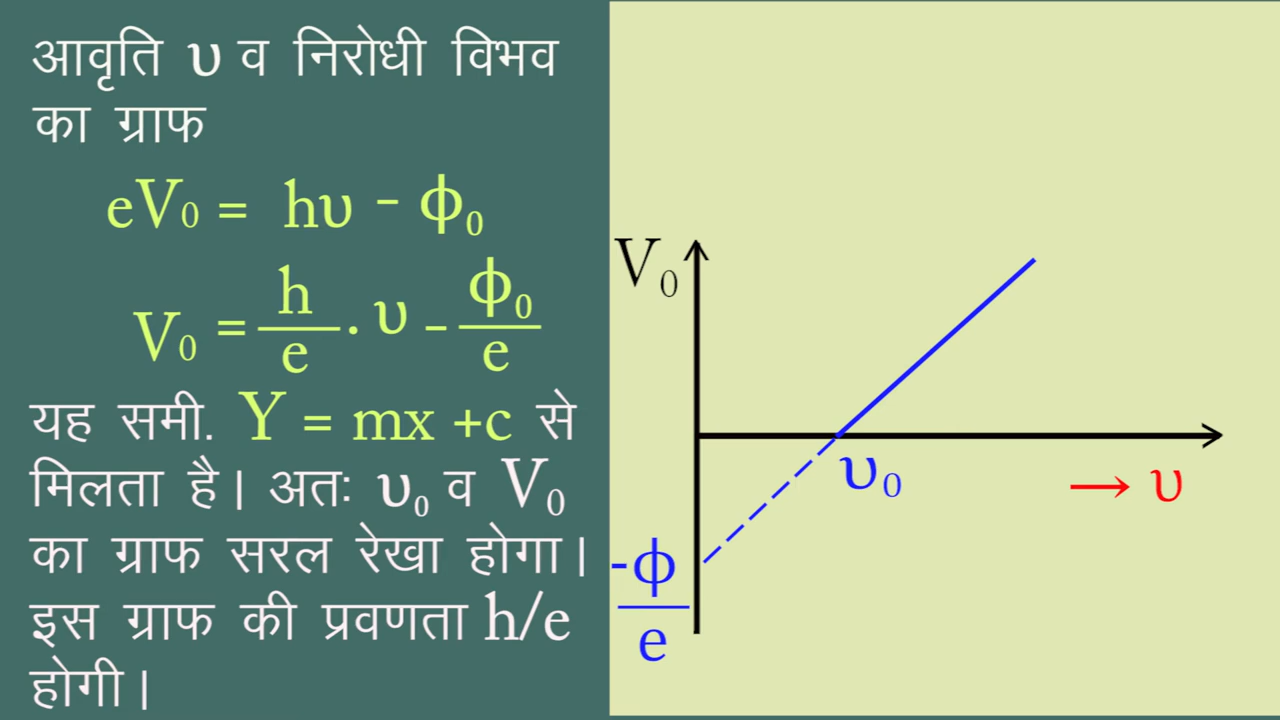 आवृति υ व निरोधी विभव
का ग्राफ
eV₀ = hυ - ϕ₀
V₀ = h/e . υ - ϕ₀/e
यह समी. Y = mx +c से
मिलता है। अतः υ₀ व V₀
का ग्राफ सरल रेखा होगा।
इस ग्राफ की प्रवणता h/e
होगी।
V₀
υ₀
→ υ
-ϕ/e